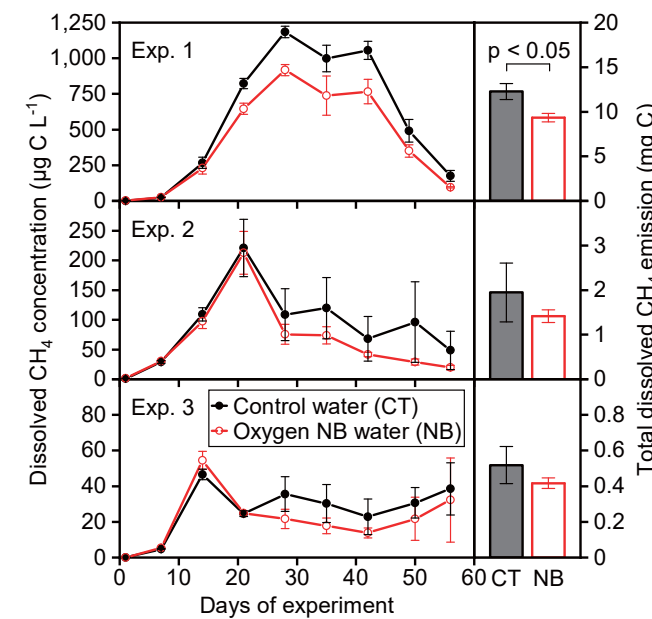 Dissolved CH₄ concentration (µg C L⁻¹)
1,250
1,000
750
500
250
0
Exp. 1
p < 0.05
20
15
10
5
0
250
200
150
100
50
0
Exp. 2
3
2
1
0
80
60
40
20
0
Exp. 3
Control water (CT)
Oxygen NB water (NB)
0.8
0.6
0.4
0.2
0
Total dissolved CH₄ emission (mg C)
0 10 20 30 40 50 60
CT NB
Days of experiment